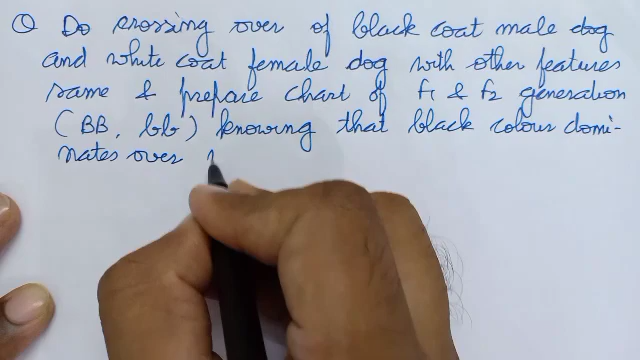 Q Do crossing over of black coat male dog
and white coat female dog with other features
same & prepare chart of f1 & f2 generation
(BB, bb) knowing that black colour domi-
nates over